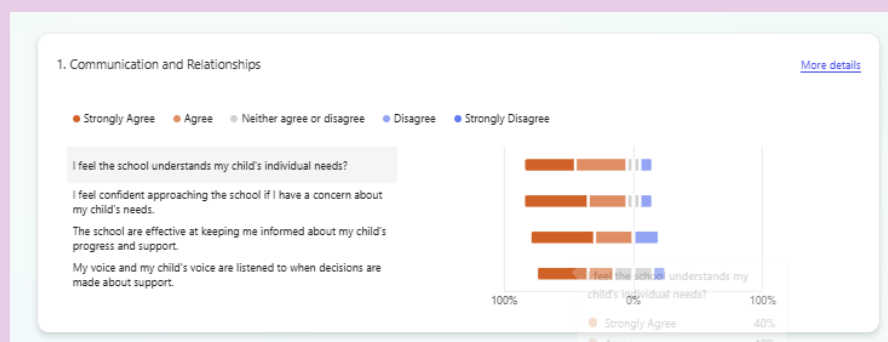 1. Communication and Relationships
More details
Strongly Agree
Agree
Neither agree or disagree
Disagree
Strongly Disagree
I feel the school understands my child's individual needs?
I feel confident approaching the school if I have a concern about
my child's needs.
The school are effective at keeping me informed about my child's
progress and support.
My voice and my child's voice are listened to when decisions are
made about support.
100%
0%
100%
I feel the school understands my
child's individual needs?
Strongly Agree
40%